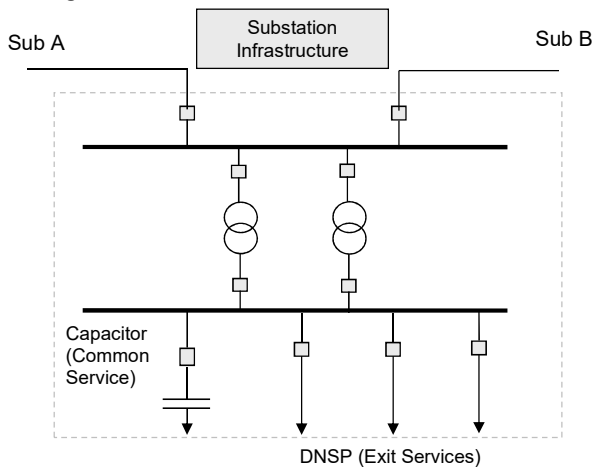 Substation
Infrastructure
Sub A
Sub B
Capacitor
(Common
Service)
DNSP (Exit Services)